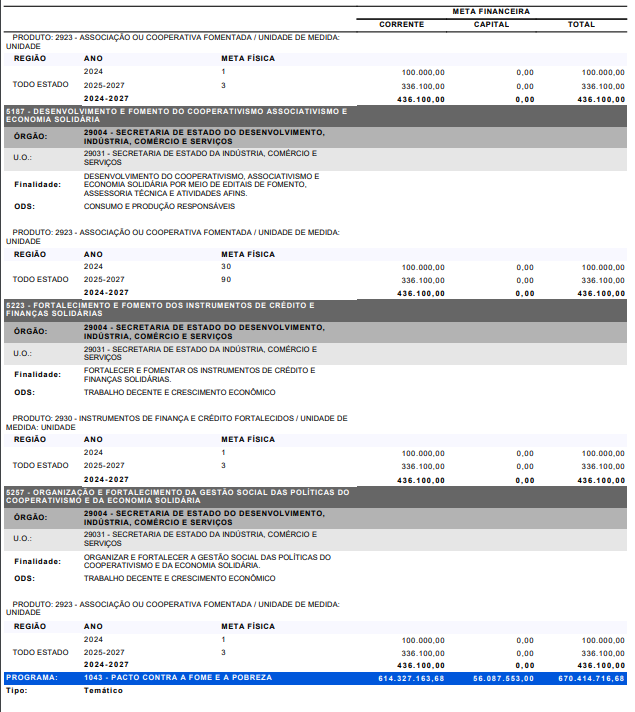 META FINANCEIRA
CORRENTE CAPITAL TOTAL
PRODUTO: 2923 - ASSOCIAÇÃO OU COOPERATIVA FOMENTADA / UNIDADE DE MEDIDA:
UNIDADE
REGIÃO ANO META FÍSICA
2024 1 100.000,00 0,00 100.000,00
TODO ESTADO 2025-2027 3 336.100,00 0,00 336.100,00
2024-2027 436.100,00 0,00 436.100,00
5187 - DESENVOLVIMENTO E FOMENTO DO COOPERATIVISMO ASSOCIATIVISMO E
ECONOMIA SOLIDÁRIA
ÓRGÃO: 29004 - SECRETARIA DE ESTADO DO DESENVOLVIMENTO,
INDÚSTRIA, COMÉRCIO E SERVIÇOS
U.O.: 29031 - SECRETARIA DE ESTADO DA INDÚSTRIA, COMÉRCIO E
SERVIÇOS
Finalidade: DESENVOLVIMENTO DO COOPERATIVISMO, ASSOCIATIVISMO E
ECONOMIA SOLIDÁRIA POR MEIO DE EDITAIS DE FOMENTO,
ASSESSORIA TÉCNICA E ATIVIDADES AFINS.
ODS: CONSUMO E PRODUÇÃO RESPONSÁVEIS
PRODUTO: 2923 - ASSOCIAÇÃO OU COOPERATIVA FOMENTADA / UNIDADE DE MEDIDA:
UNIDADE
REGIÃO ANO META FÍSICA
2024 30 100.000,00 0,00 100.000,00
TODO ESTADO 2025-2027 90 336.100,00 0,00 336.100,00
2024-2027 436.100,00 0,00 436.100,00
5223 - FORTALECIMENTO E FOMENTO DOS INSTRUMENTOS DE CRÉDITO E
FINANÇAS SOLIDÁRIAS
ÓRGÃO: 29004 - SECRETARIA DE ESTADO DO DESENVOLVIMENTO,
INDÚSTRIA, COMÉRCIO E SERVIÇOS
U.O.: 29031 - SECRETARIA DE ESTADO DA INDÚSTRIA, COMÉRCIO E
SERVIÇOS
Finalidade: FORTALECER E FOMENTAR OS INSTRUMENTOS DE CRÉDITO E
FINANÇAS SOLIDÁRIAS.
ODS: TRABALHO DECENTE E CRESCIMENTO ECONÔMICO
PRODUTO: 2930 - INSTRUMENTOS DE FINANÇA E CRÉDITO FORTALECIDOS / UNIDADE DE
MEDIDA: UNIDADE
REGIÃO ANO META FÍSICA
2024 1 100.000,00 0,00 100.000,00
TODO ESTADO 2025-2027 3 336.100,00 0,00 336.100,00
2024-2027 436.100,00 0,00 436.100,00
5257 - ORGANIZAÇÃO E FORTALECIMENTO DA GESTÃO SOCIAL DAS POLÍTICAS DO
COOPERATIVISMO E DA ECONOMIA SOLIDÁRIA
ÓRGÃO: 29004 - SECRETARIA DE ESTADO DO DESENVOLVIMENTO,
INDÚSTRIA, COMÉRCIO E SERVIÇOS
U.O.: 29031 - SECRETARIA DE ESTADO DA INDÚSTRIA, COMÉRCIO E
SERVIÇOS
Finalidade: ORGANIZAR E FORTALECER A GESTÃO SOCIAL DAS POLÍTICAS DO
COOPERATIVISMO E DA ECONOMIA SOLIDÁRIA.
ODS: TRABALHO DECENTE E CRESCIMENTO ECONÔMICO
PRODUTO: 2923 - ASSOCIAÇÃO OU COOPERATIVA FOMENTADA / UNIDADE DE MEDIDA:
UNIDADE
REGIÃO ANO META FÍSICA
2024 1 100.000,00 0,00 100.000,00
TODO ESTADO 2025-2027 3 336.100,00 0,00 336.100,00
2024-2027 436.100,00 0,00 436.100,00
PROGRAMA: 1043 - PACTO CONTRA A FOME E A POBREZA 614.327.163,68 56.087.553,00 670.414.716,68
Tipo: Temático